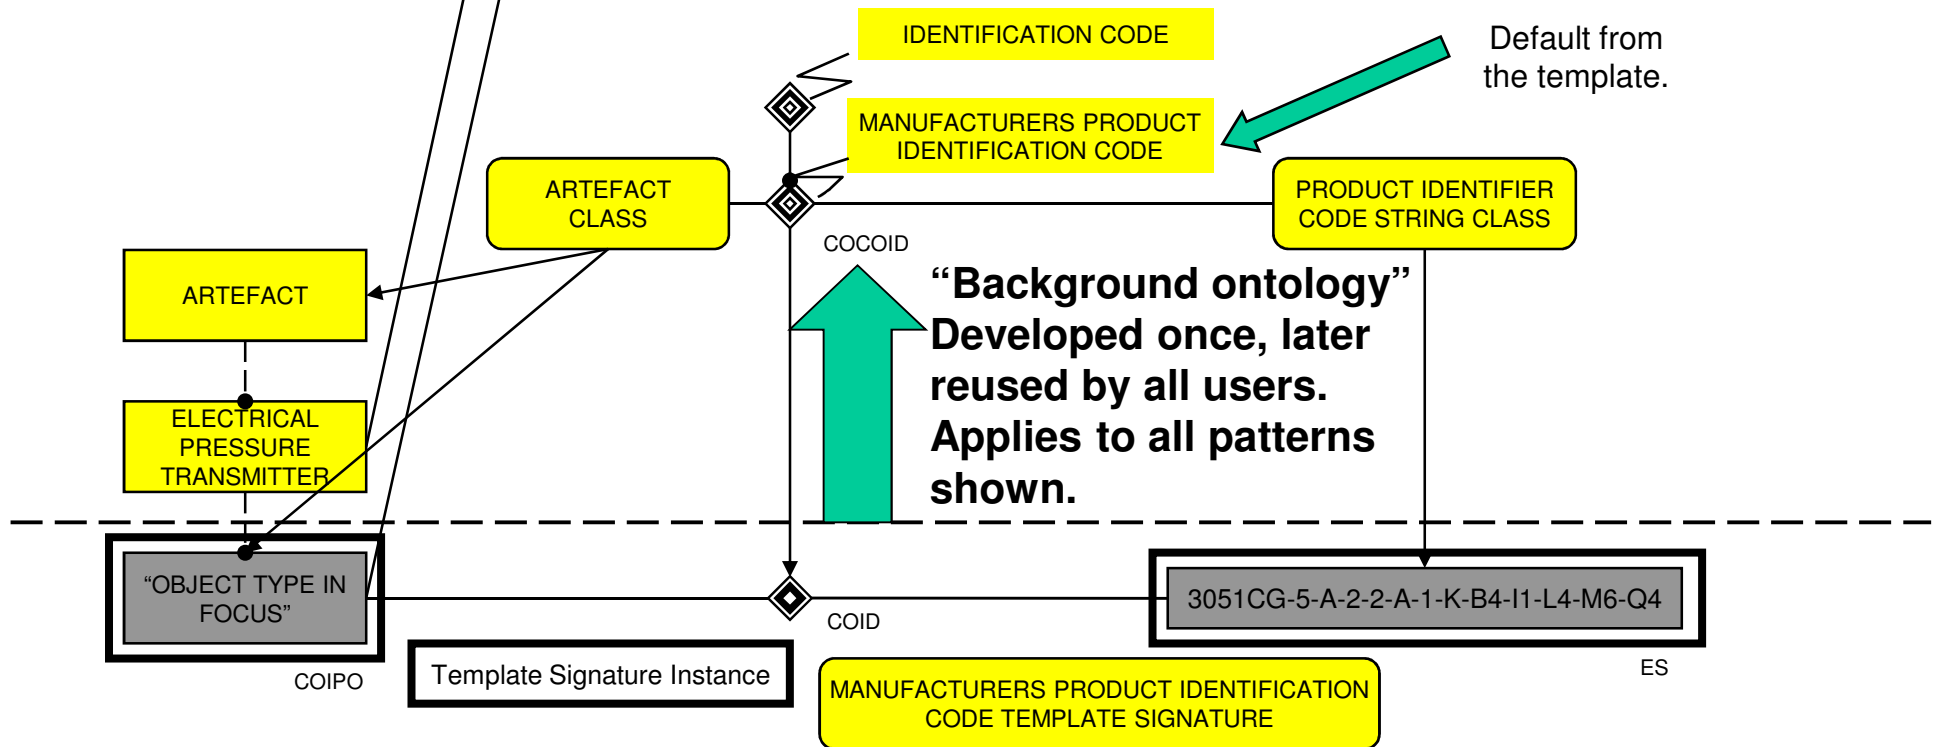 IDENTIFICATION CODE
Default from
the template.
MANUFACTURERS PRODUCT
IDENTIFICATION CODE
ARTEFACT
CLASS
PRODUCT IDENTIFIER
CODE STRING CLASS
COCOID
ARTEFACT
“Background ontology”
Developed once, later
reused by all users.
Applies to all patterns
shown.
ELECTRICAL
PRESSURE
TRANSMITTER
“OBJECT TYPE IN
FOCUS”
3051CG-5-A-2-2-A-1-K-B4-I1-L4-M6-Q4
COID
COIPO
Template Signature Instance
ES
MANUFACTURERS PRODUCT IDENTIFICATION
CODE TEMPLATE SIGNATURE